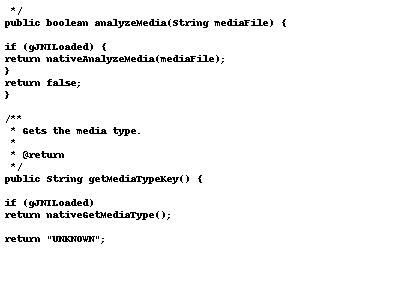 */
public boolean analyzeMedia(String mediaFile) {
if (gJNILoaded) {
return nativeAnalyzeMedia(mediaFile);
}
return false;
}
/**
* Gets the media type.
*
* @return
*/
public String getMediaTypeKey() {
if (gJNILoaded)
return nativeGetMediaType();
return "UNKNOWN";